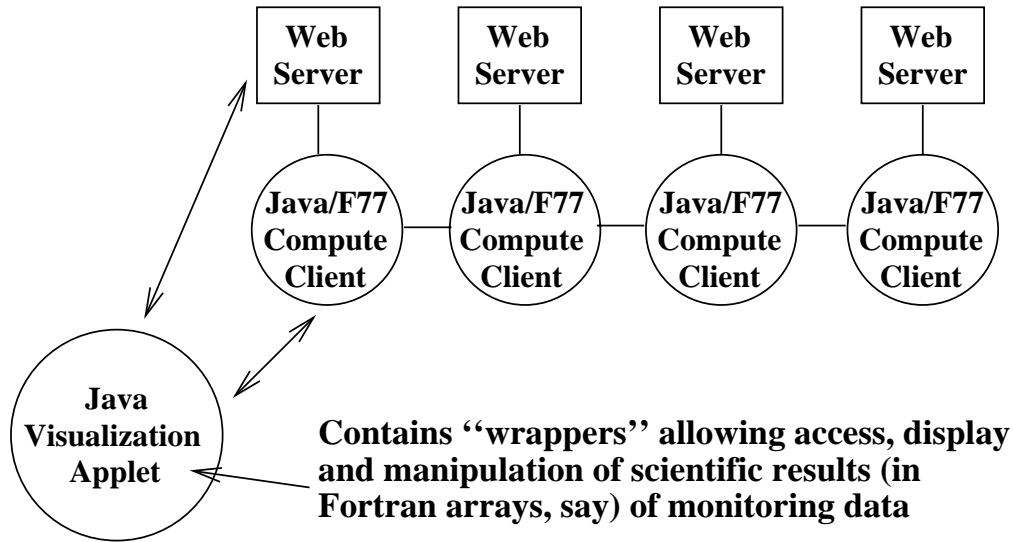 Web
Server
Web
Server
Web
Server
Web
Server
Java/F77
Compute
Client
Java/F77
Compute
Client
Java/F77
Compute
Client
Java/F77
Compute
Client
Java
Visualization
Applet
Contains ‘‘wrappers’’ allowing access, display
and manipulation of scientific results (in
Fortran arrays, say) of monitoring data